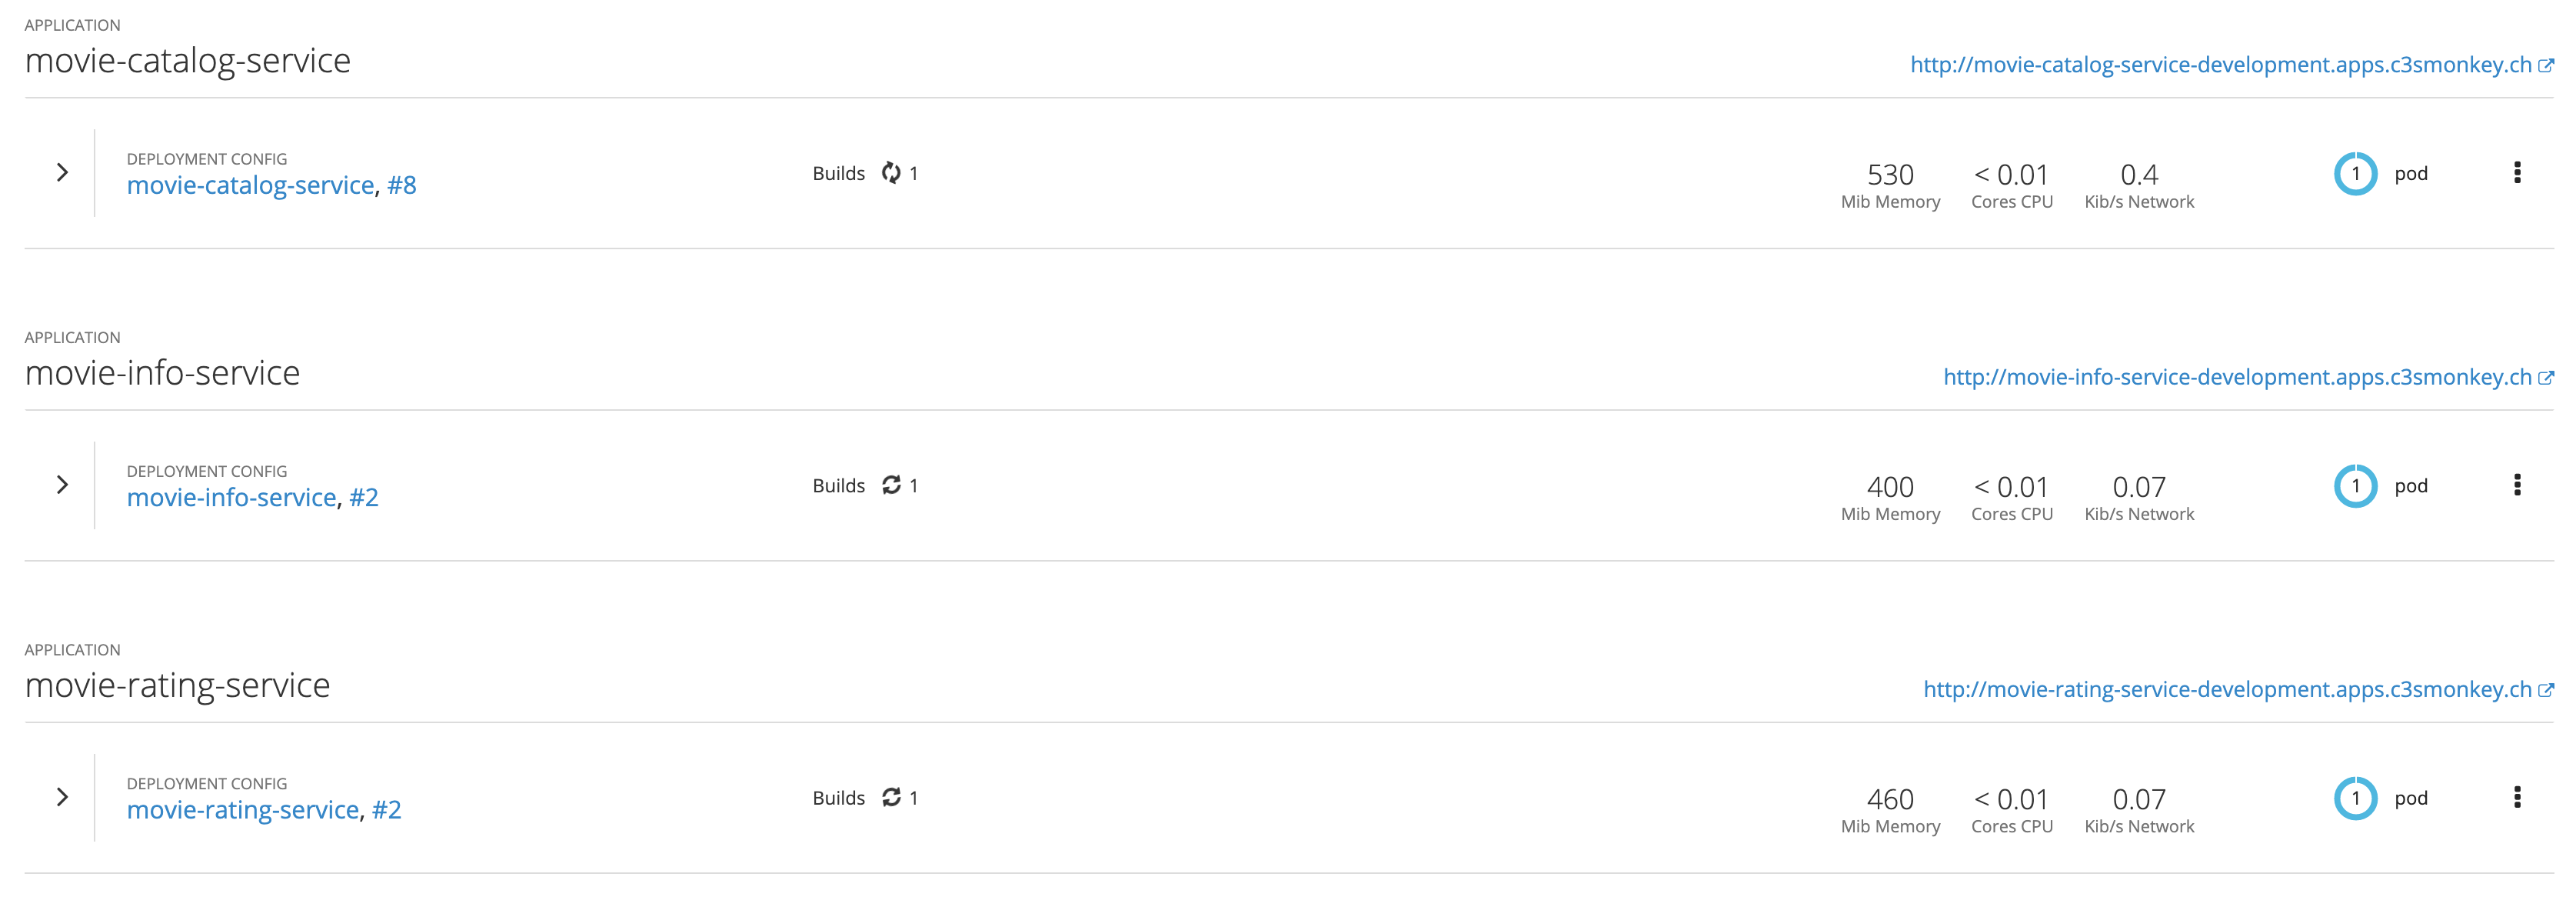 APPLICATION
movie-catalog-service
http://movie-catalog-service-development.apps.c3smonkey.ch
DEPLOYMENT CONFIG
movie-catalog-service, #8
Builds 1
530 < 0.01 0.4
Mib Memory Cores CPU Kib/s Network
1 pod
APPLICATION
movie-info-service
http://movie-info-service-development.apps.c3smonkey.ch
DEPLOYMENT CONFIG
movie-info-service, #2
Builds 1
400 < 0.01 0.07
Mib Memory Cores CPU Kib/s Network
1 pod
APPLICATION
movie-rating-service
http://movie-rating-service-development.apps.c3smonkey.ch
DEPLOYMENT CONFIG
movie-rating-service, #2
Builds 1
460 < 0.01 0.07
Mib Memory Cores CPU Kib/s Network
1 pod